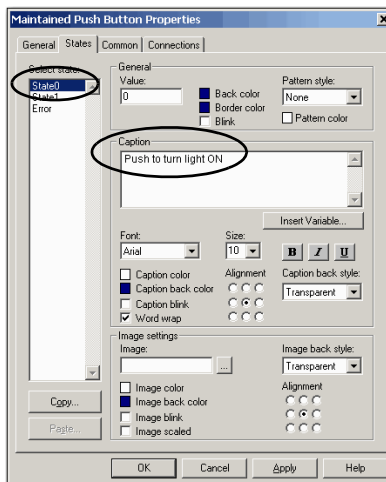 Maintained Push Button Properties
General States Common Connections
Select state:
State0
State1
Error
Copy...
Paste...
General
Value:
0
Back color
Border color
Blink
Pattern style:
None
Pattern color
Caption
Push to turn light ON
Insert Variable...
Font:
Arial
Size:
10
B I U
Caption color
Caption back color
Caption blink
Word wrap
Alignment
Caption back style:
Transparent
Image settings
Image:
...
Image back style:
Transparent
Image color
Image back color
Image blink
Image scaled
Alignment
OK Cancel Apply Help